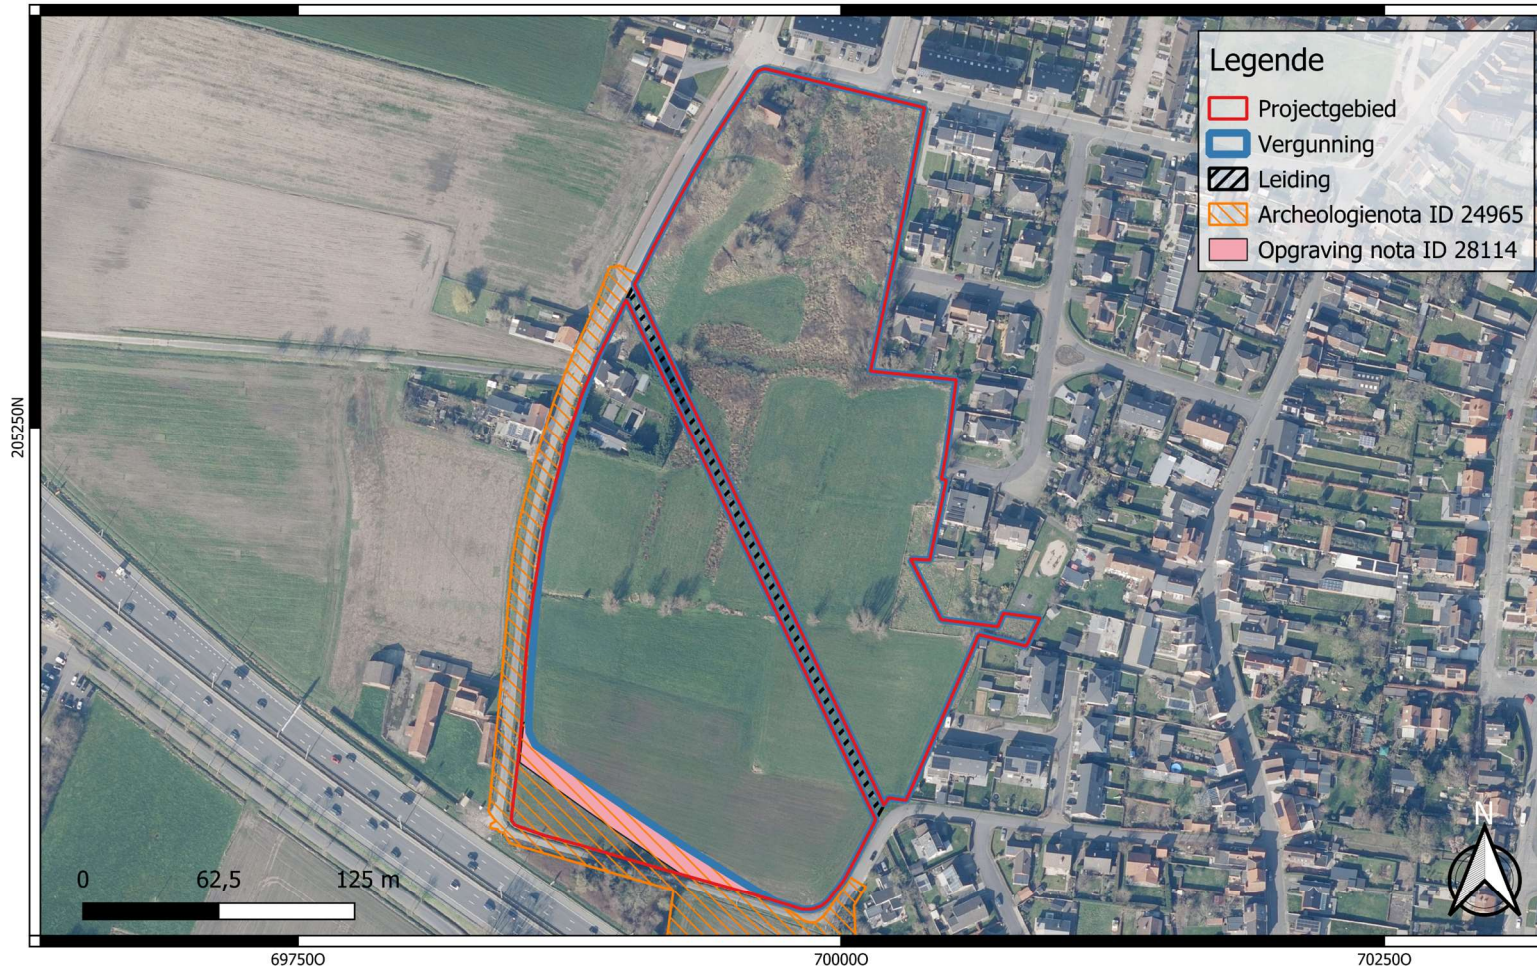 Legende
Projectgebied
Vergunning
Leiding
Archeologienota ID 24965
Opgraving nota ID 28114
205250N
0 62,5 125 m
N
697500 700000 702500